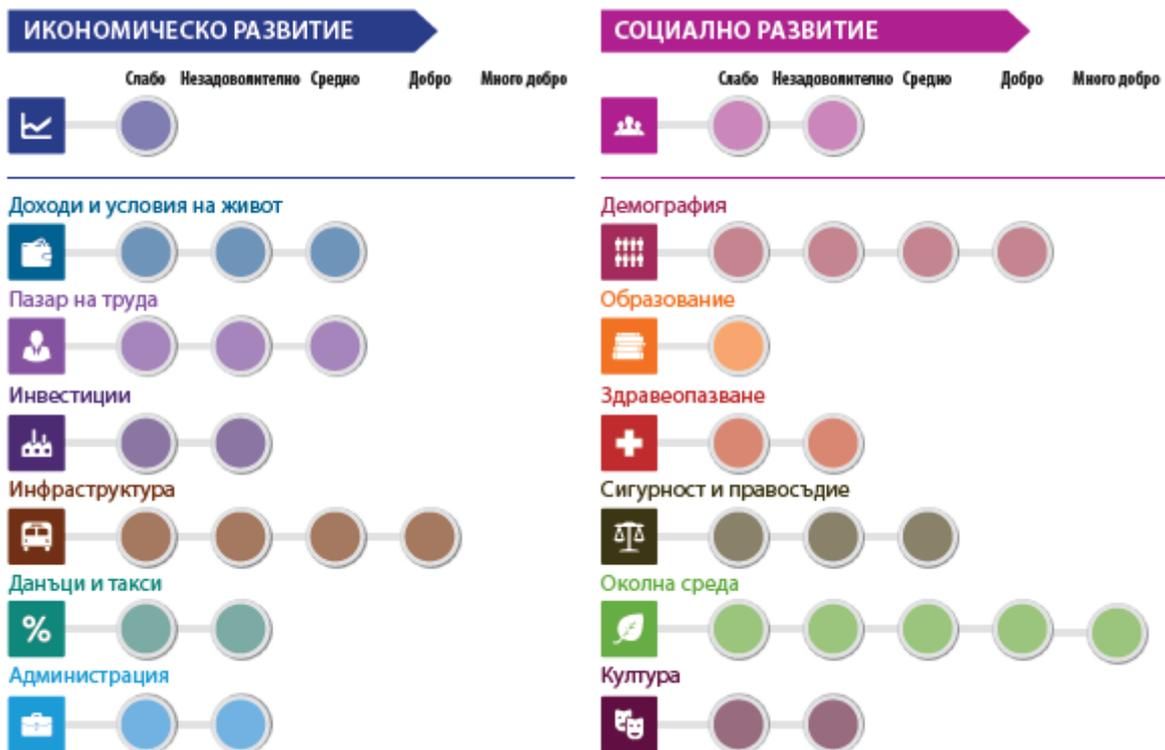 ИКОНОМИЧЕСКО РАЗВИТИЕ
Слабо Незадоволително Средно Добро Много добро
Доходи и условия на живот
Пазар на труда
Инвестиции
Инфраструктура
Данъци и такси
%
Администрация
СОЦИАЛНО РАЗВИТИЕ
Слабо Незадоволително Средно Добро Много добро
Демография
Образование
Здравеопазване
Сигурност и правосъдие
Околна среда
Култура